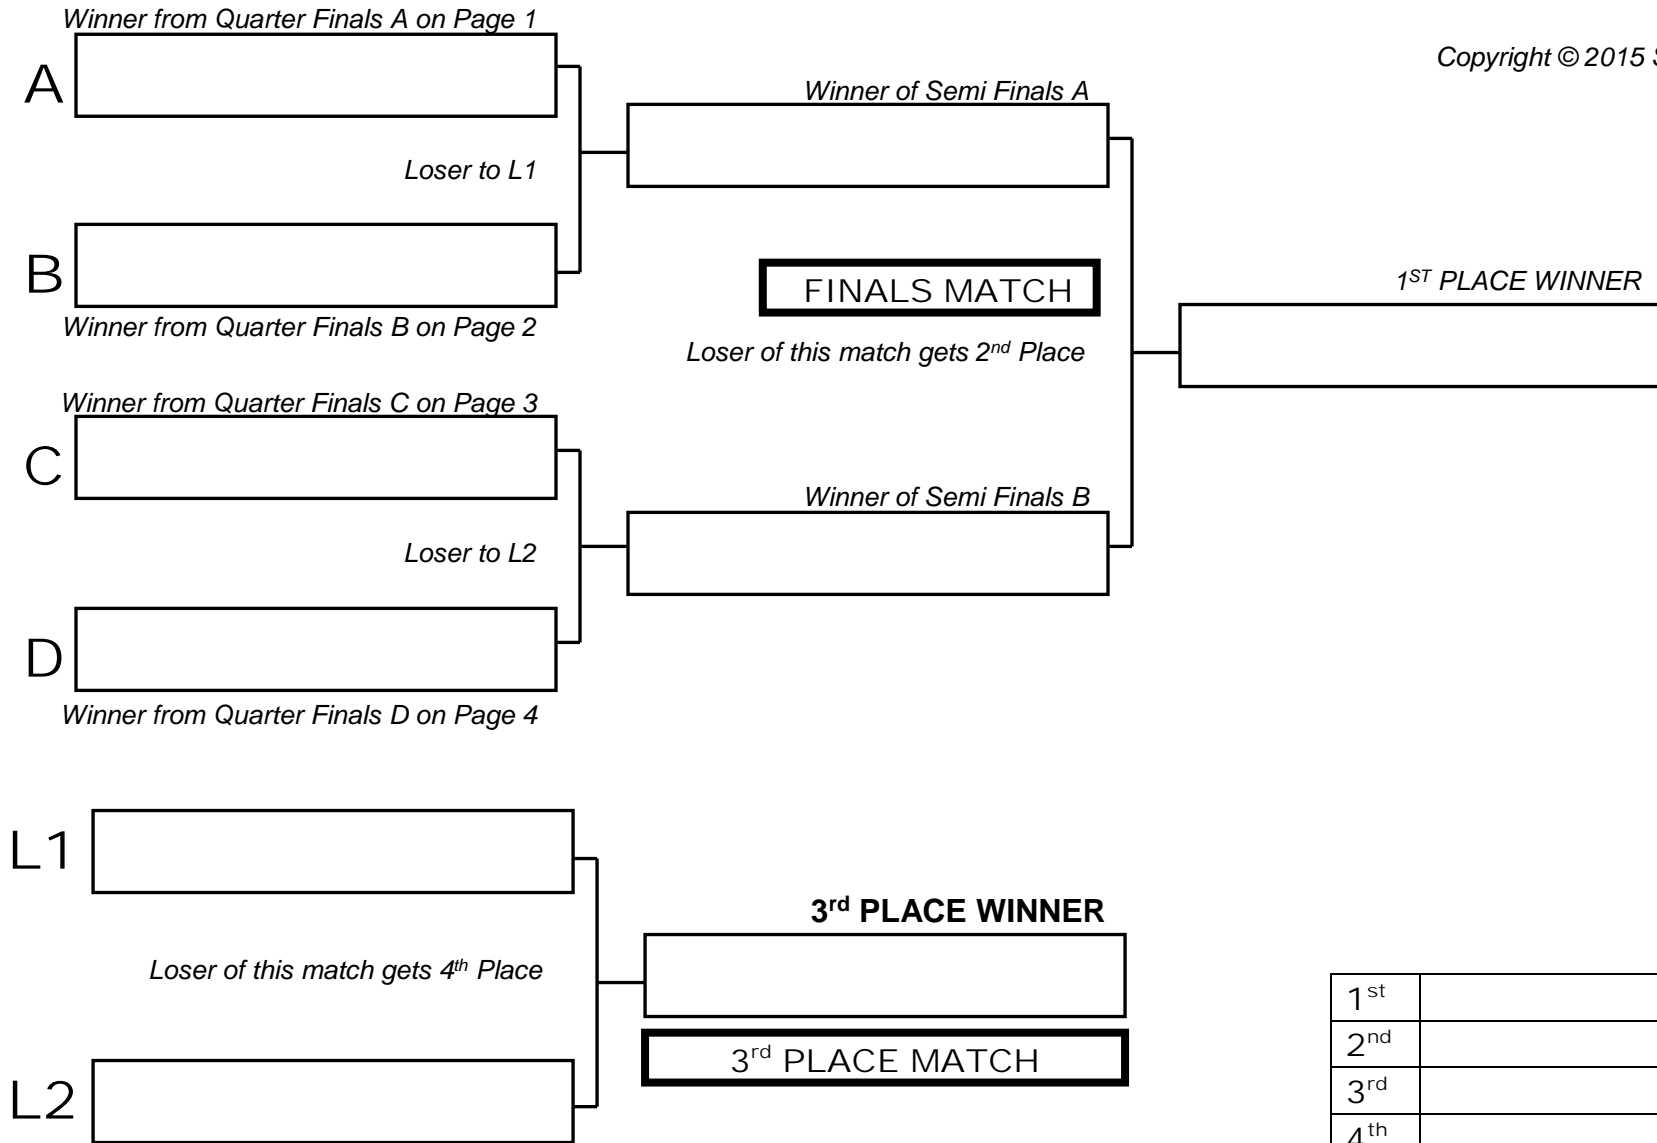 Winner from Quarter Finals A on Page 1
Copyright © 2015
A
Winner of Semi Finals A
Loser to L1
B
FINALS MATCH
1ST PLACE WINNER
Winner from Quarter Finals B on Page 2
Loser of this match gets 2nd Place
Winner from Quarter Finals C on Page 3
C
Winner of Semi Finals B
Loser to L2
D
Winner from Quarter Finals D on Page 4
L1
3rd PLACE WINNER
Loser of this match gets 4th Place
1st
2nd
3rd PLACE MATCH
3rd
L2
4th